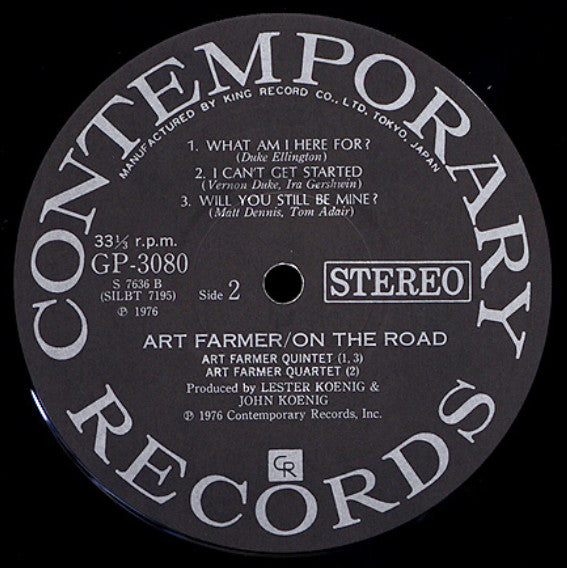 CONTEMPORARY
MANUFACTURED BY KING RECORD CO., LTD. TOKYO, JAPAN
1. WHAT AM I HERE FOR?
(Duke Ellington)
2. I CAN'T GET STARTED
(Vernon Duke, Ira Gershwin)
3. WILL YOU STILL BE MINE?
(Matt Dennis, Tom Adair)
33⅓ r.p.m.
GP-3080
S 7636 B
(SILBT 7195)
Side 2
℗ 1976
STEREO
ART FARMER/ON THE ROAD
ART FARMER QUINTET (1, 3)
ART FARMER QUARTET (2)
Produced by LESTER KOENIG &
JOHN KOENIG
℗ 1976 Contemporary Records, Inc.
CR
RECORDS